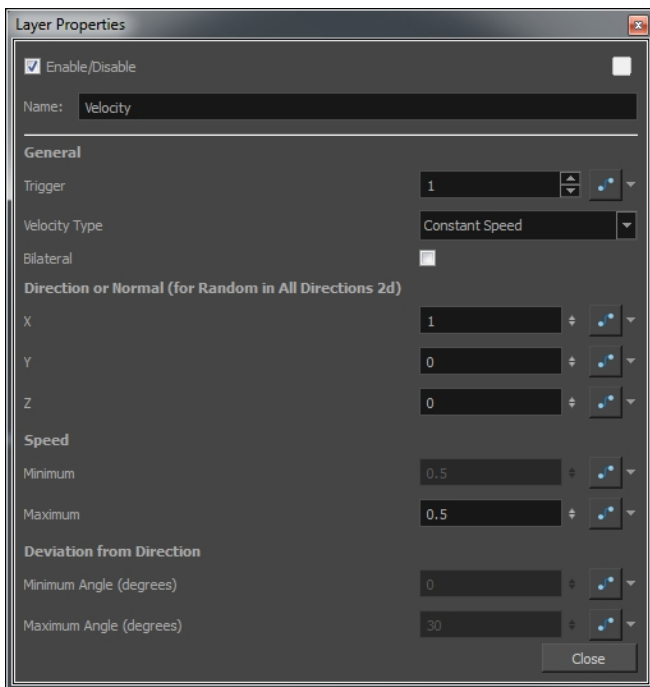 Layer Properties
Enable/Disable
Name: Velocity
General
Trigger 1
Velocity Type Constant Speed
Bilateral
Direction or Normal (for Random in All Directions 2d)
X 1
Y 0
Z 0
Speed
Minimum 0.5
Maximum 0.5
Deviation from Direction
Minimum Angle (degrees) 0
Maximum Angle (degrees) 30
Close